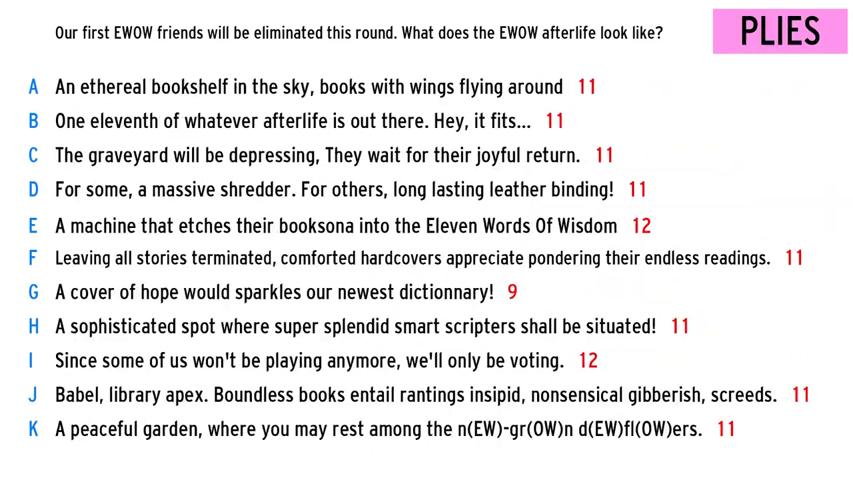 Our first EWOW friends will be eliminated this round. What does the EWOW afterlife look like?
PLIES
A An ethereal bookshelf in the sky, books with wings flying around 11
B One eleventh of whatever afterlife is out there. Hey, it fits... 11
C The graveyard will be depressing, They wait for their joyful return. 11
D For some, a massive shredder. For others, long lasting leather binding! 11
E A machine that etches their booksona into the Eleven Words Of Wisdom 12
F Leaving all stories terminated, comforted hardcovers appreciate pondering their endless readings. 11
G A cover of hope would sparkles our newest dictionnary! 9
H A sophisticated spot where super splendid smart scripters shall be situated! 11
I Since some of us won't be playing anymore, we'll only be voting. 12
J Babel, library apex. Boundless books entail rantings insipid, nonsensical gibberish, screeds. 11
K A peaceful garden, where you may rest among the n(EW)-gr(OW)n d(EW)fl(OW)ers. 11